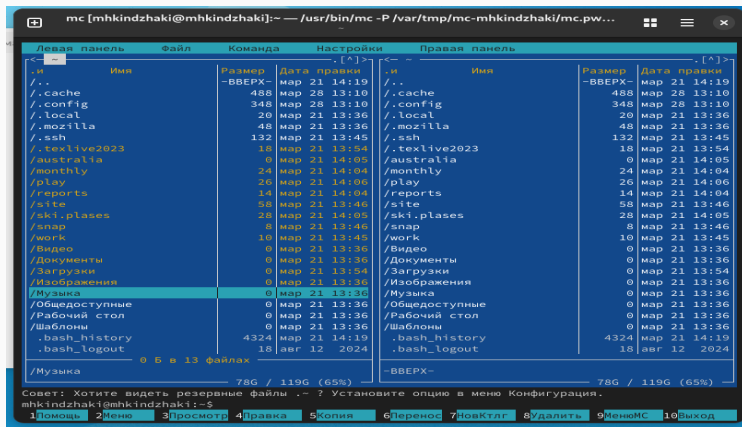 mc [mhkindzhaki@mhkindzhaki]:~ — /usr/bin/mc -P /var/tmp/mc-mhkindzhaki/mc.pw...
~
Левая панель Файл Команда Настройки Правая панель
<— ~ .[^]> <— ~ .[^]>
.и Имя Размер Дата правки .и Имя Размер Дата правки
/.. -ВВЕРХ- мар 21 14:19 /.. -ВВЕРХ- мар 21 14:19
/.cache 488 мар 28 13:10 /.cache 488 мар 28 13:10
/.config 348 мар 28 13:10 /.config 348 мар 28 13:10
/.local 20 мар 21 13:36 /.local 20 мар 21 13:36
/.mozilla 48 мар 21 13:36 /.mozilla 48 мар 21 13:36
/.ssh 132 мар 21 13:45 /.ssh 132 мар 21 13:45
/.texlive2023 18 мар 21 13:54 /.texlive2023 18 мар 21 13:54
/australia 0 мар 21 14:05 /australia 0 мар 21 14:05
/monthly 24 мар 21 14:04 /monthly 24 мар 21 14:04
/play 26 мар 21 14:06 /play 26 мар 21 14:06
/reports 14 мар 21 14:04 /reports 14 мар 21 14:04
/site 58 мар 21 13:46 /site 58 мар 21 13:46
/ski.plases 28 мар 21 14:05 /ski.plases 28 мар 21 14:05
/snap 8 мар 21 13:46 /snap 8 мар 21 13:46
/work 10 мар 21 13:45 /work 10 мар 21 13:45
/Видео 0 мар 21 13:36 /Видео 0 мар 21 13:36
/Документы 0 мар 21 13:36 /Документы 0 мар 21 13:36
/Загрузки 0 мар 21 13:54 /Загрузки 0 мар 21 13:54
/Изображения 0 мар 21 13:36 /Изображения 0 мар 21 13:36
/Музыка 0 мар 21 13:36 /Музыка 0 мар 21 13:36
/Общедоступные 0 мар 21 13:36 /Общедоступные 0 мар 21 13:36
/Рабочий стол 0 мар 21 13:36 /Рабочий стол 0 мар 21 13:36
/Шаблоны 0 мар 21 13:36 /Шаблоны 0 мар 21 13:36
.bash_history 4324 мар 21 14:19 .bash_history 4324 мар 21 14:19
.bash_logout 18 авг 12 2024 .bash_logout 18 авг 12 2024
0 Б в 13 файлах
/Музыка -ВВЕРХ-
78G / 119G (65%) 78G / 119G (65%)
Совет: Хотите видеть резервные файлы .~ ? Установите опцию в меню Конфигурация.
mhkindzhaki@mhkindzhaki:~$
1Помощь 2Меню 3Просмотр 4Правка 5Копия 6Перенос 7НовКтлг 8Удалить 9МенюМС 10Выход